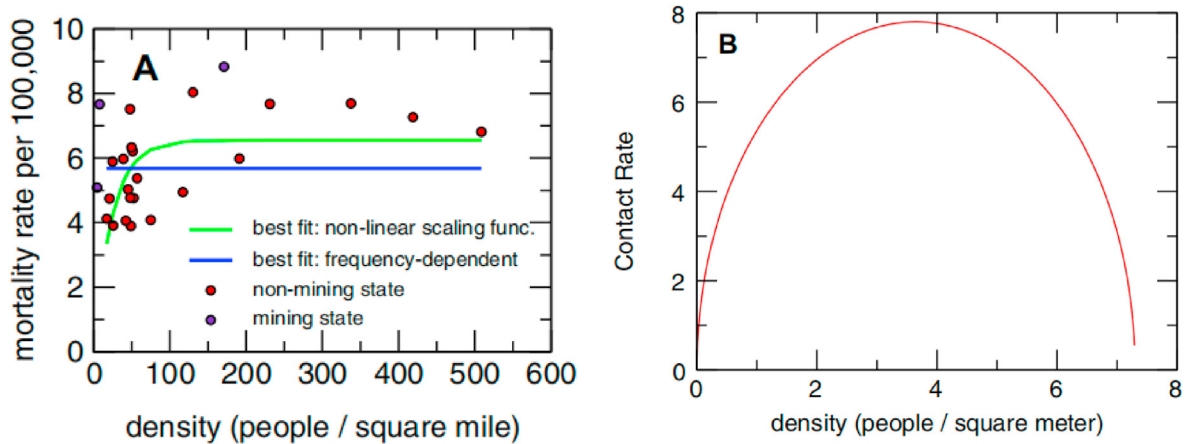 A
mortality rate per 100,000
10
8
6
4
2
0
best fit: non-linear scaling func.
best fit: frequency-dependent
non-mining state
mining state
0 100 200 300 400 500 600
density (people / square mile)
B
Contact Rate
8
6
4
2
0
0 2 4 6 8
density (people / square meter)